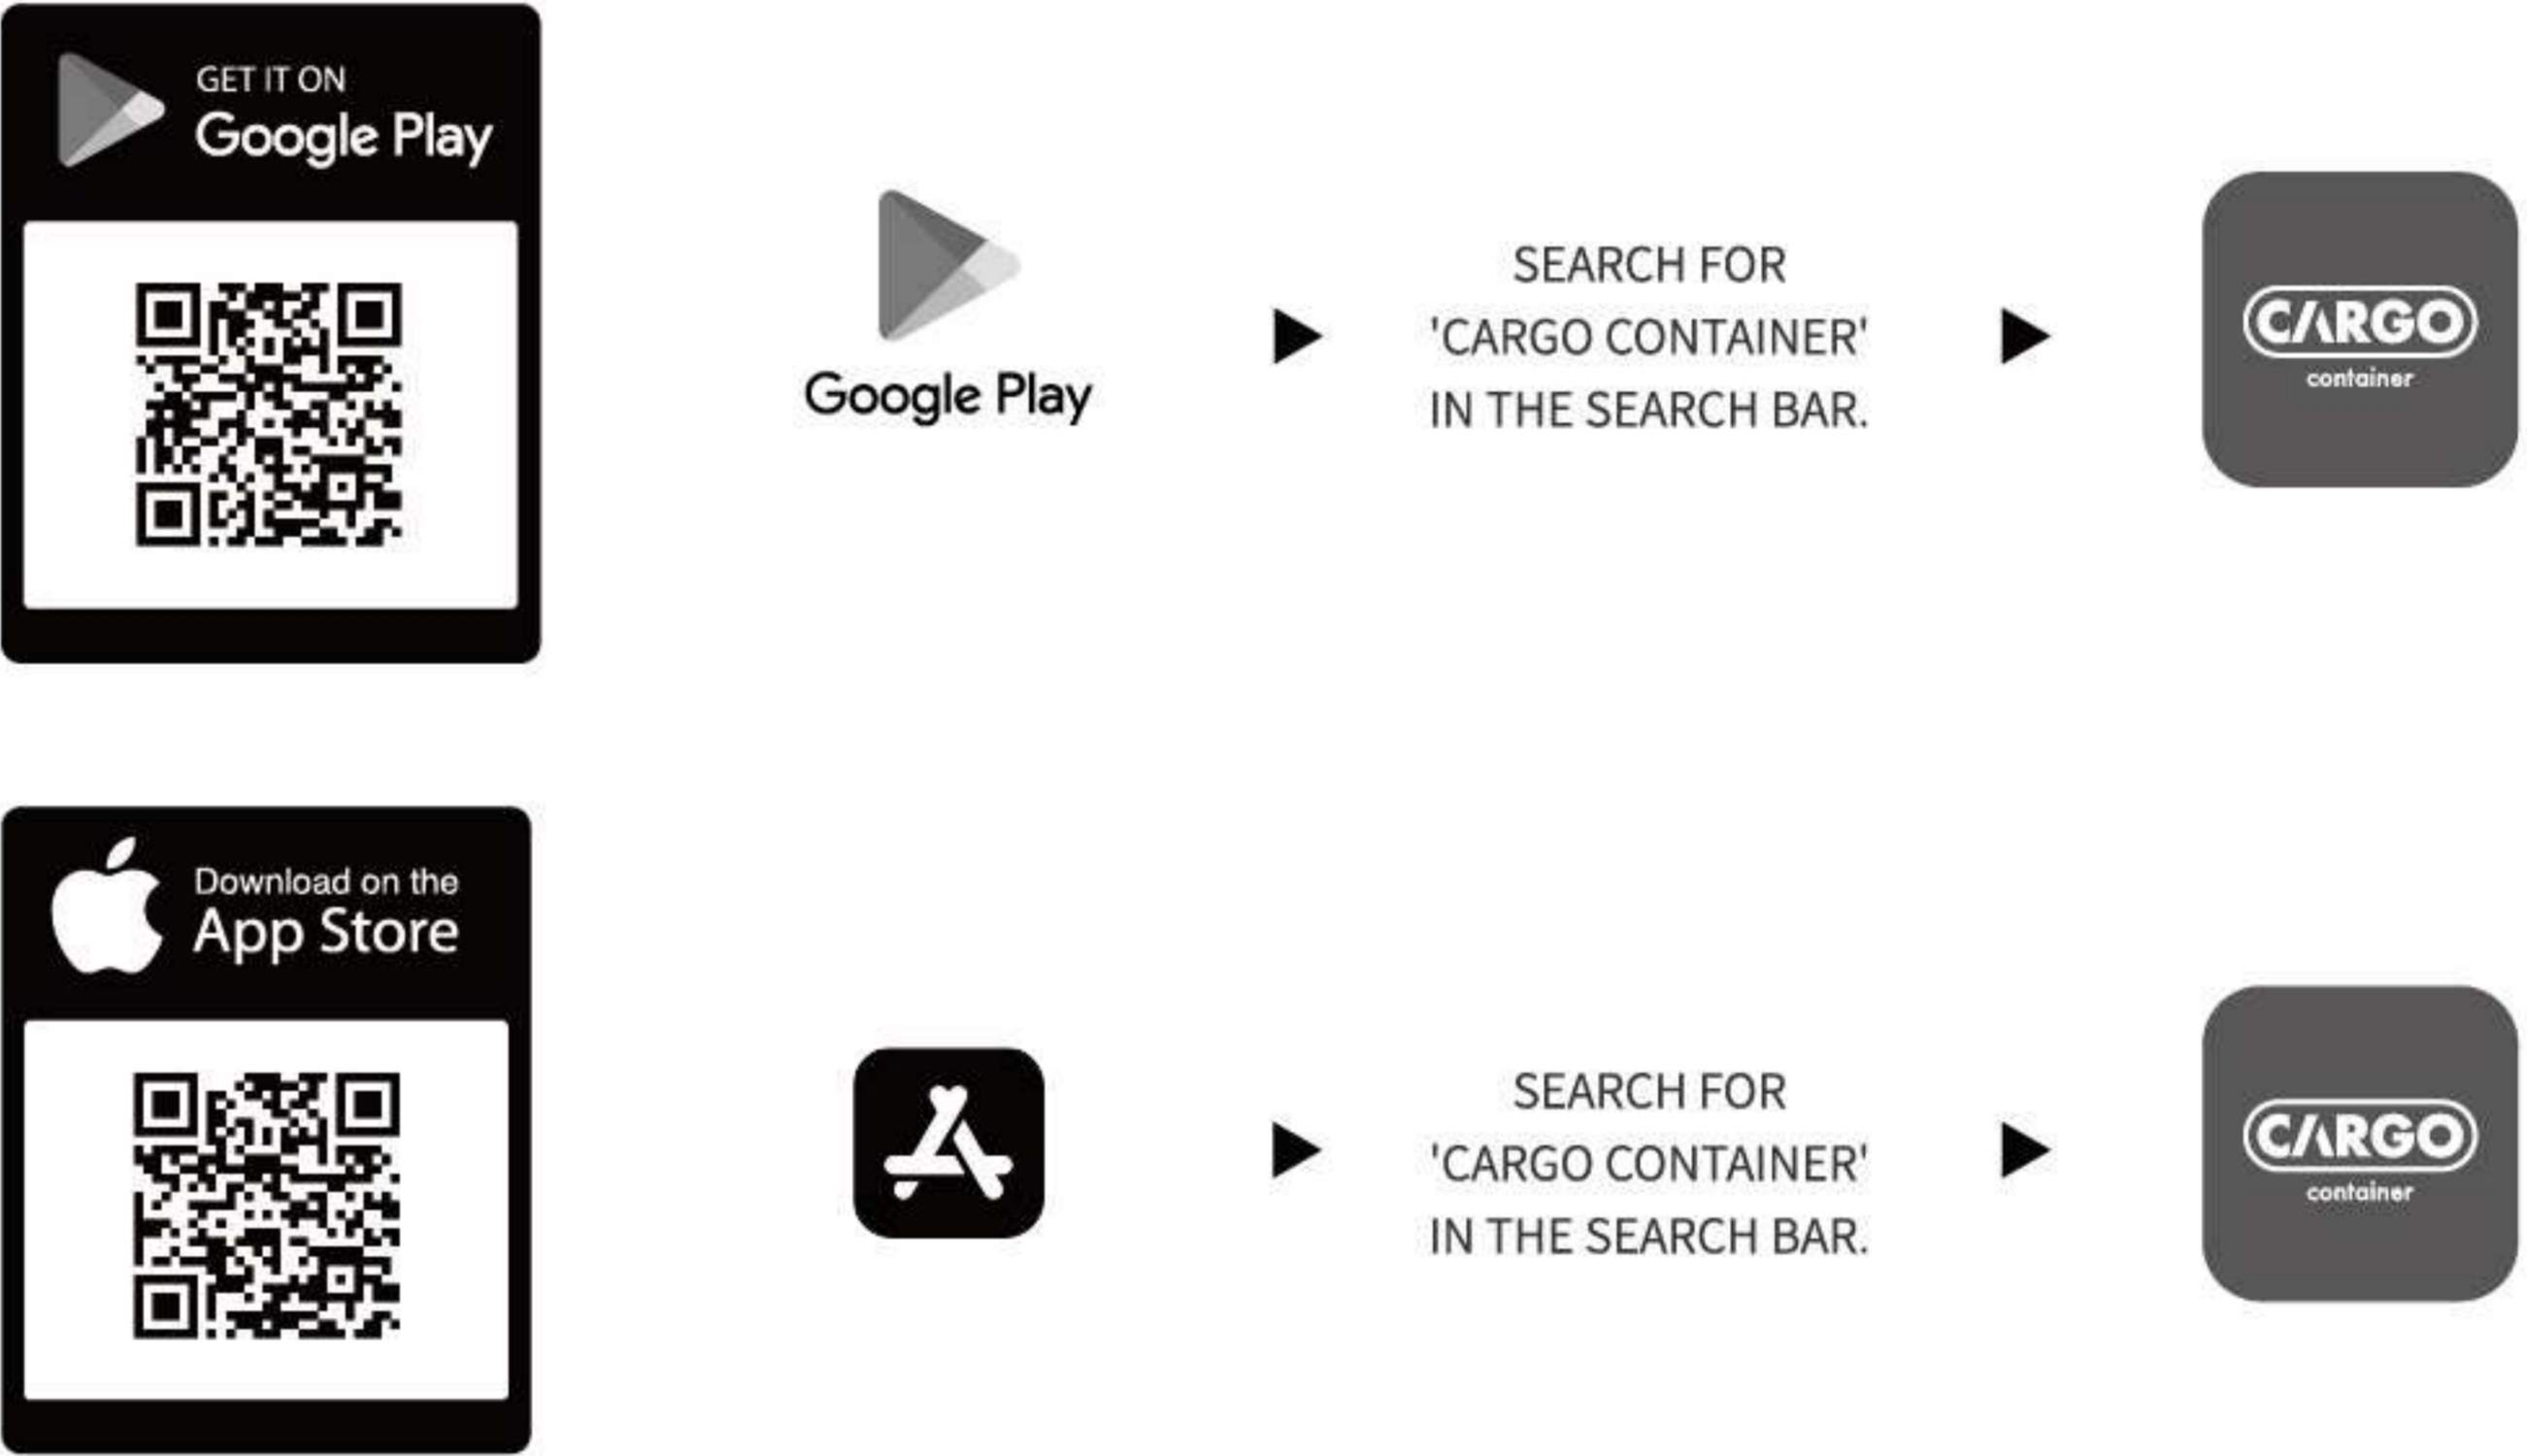 GET IT ON
Google Play
Google Play
SEARCH FOR
'CARGO CONTAINER'
IN THE SEARCH BAR.
CARGO
container
Download on the
App Store
SEARCH FOR
'CARGO CONTAINER'
IN THE SEARCH BAR.
CARGO
container